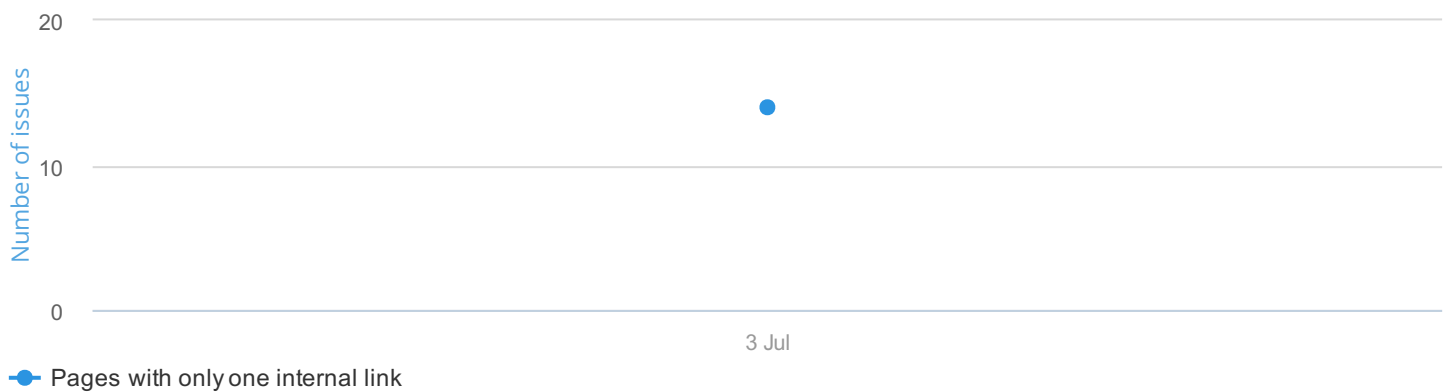 20
Number of issues
10
0
3 Jul
Pages with only one internal link